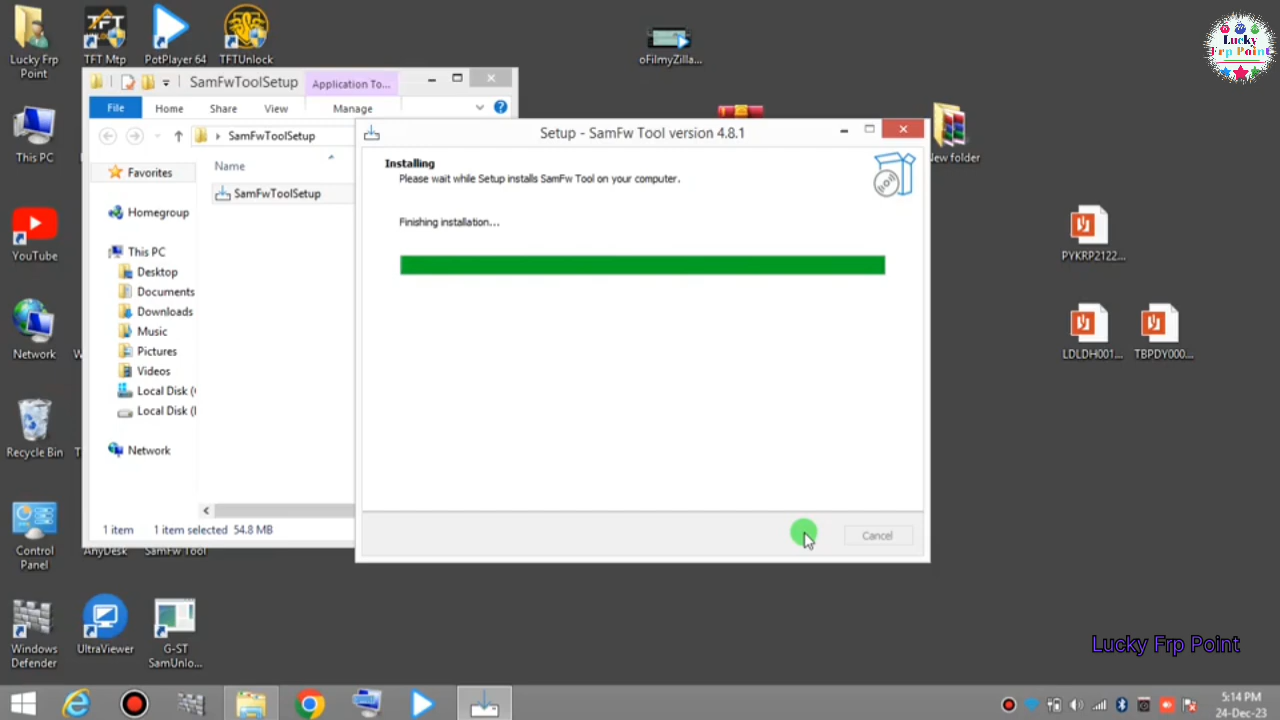 Lucky Frp
Point
TFT Mtp
PotPlayer 64
TFTUnlock
oFilmyZilla...
Lucky
Frp Point
SamFwToolSetup
Application To...
File
Home
Share
View
Manage
SamFwToolSetup
Favorites
Homegroup
This PC
Desktop
Documents
Downloads
Music
Pictures
Videos
Local Disk (
Local Disk (
Network
Name
SamFwToolSetup
1 item
1 item selected 54.8 MB
Setup - SamFw Tool version 4.8.1
Installing
Please wait while Setup installs SamFw Tool on your computer.
Finishing installation...
Cancel
This PC
YouTube
Network
Recycle Bin
Control
Panel
AnyDesk
SamFw Tool
Windows
Defender
UltraViewer
G-ST
SamUnlo...
New folder
PYKRP2122...
LDLDH001...
TBPDY000...
Lucky Frp Point
5:14 PM
24-Dec-23